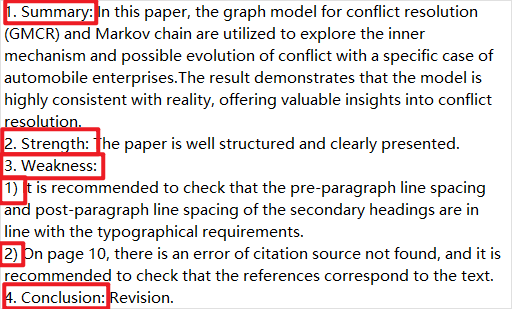 1. Summary: In this paper, the graph model for conflict resolution
(GMCR) and Markov chain are utilized to explore the inner
mechanism and possible evolution of conflict with a specific case of
automobile enterprises.The result demonstrates that the model is
highly consistent with reality, offering valuable insights into conflict
resolution.
2. Strength: The paper is well structured and clearly presented.
3. Weakness:
1) It is recommended to check that the pre-paragraph line spacing
and post-paragraph line spacing of the secondary headings are in
line with the typographical requirements.
2) On page 10, there is an error of citation source not found, and it is
recommended to check that the references correspond to the text.
4. Conclusion: Revision.